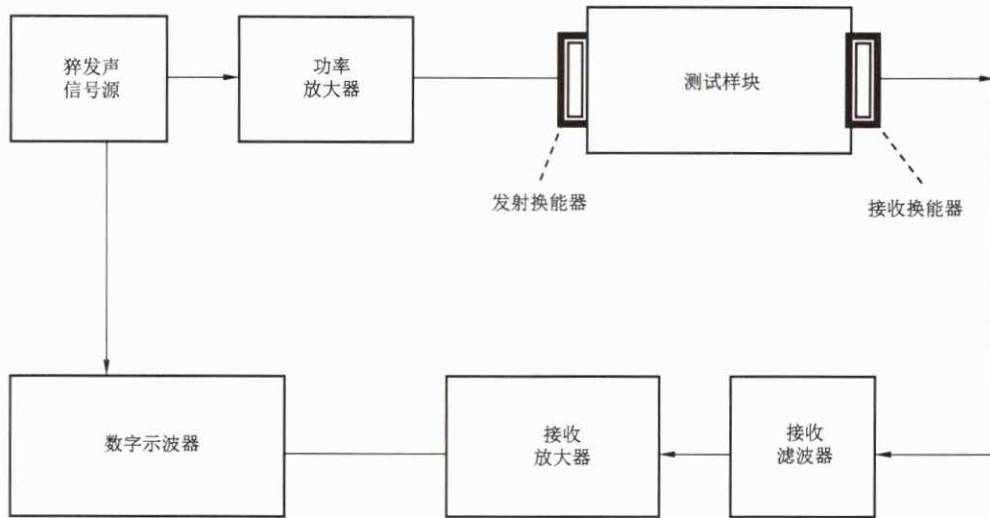 猝发声
信号源
功率
放大器
测试样块
发射换能器
接收换能器
数字示波器
接收
放大器
接收
滤波器